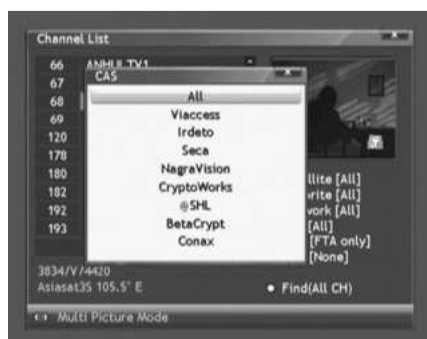 Channel List
66 ANHUI TV1
CAS
67
68
69
120
178
180
182
192
193
All
Viaccess
Irdeto
Seca
NagraVision
CryptoWorks
@SHL
BetaCrypt
Conax
llite [All]
rite [All]
work [All]
[All]
[FTA only]
[None]
3834/V/4420
Asiasat3S 105.5° E
Find(All CH)
Multi Picture Mode